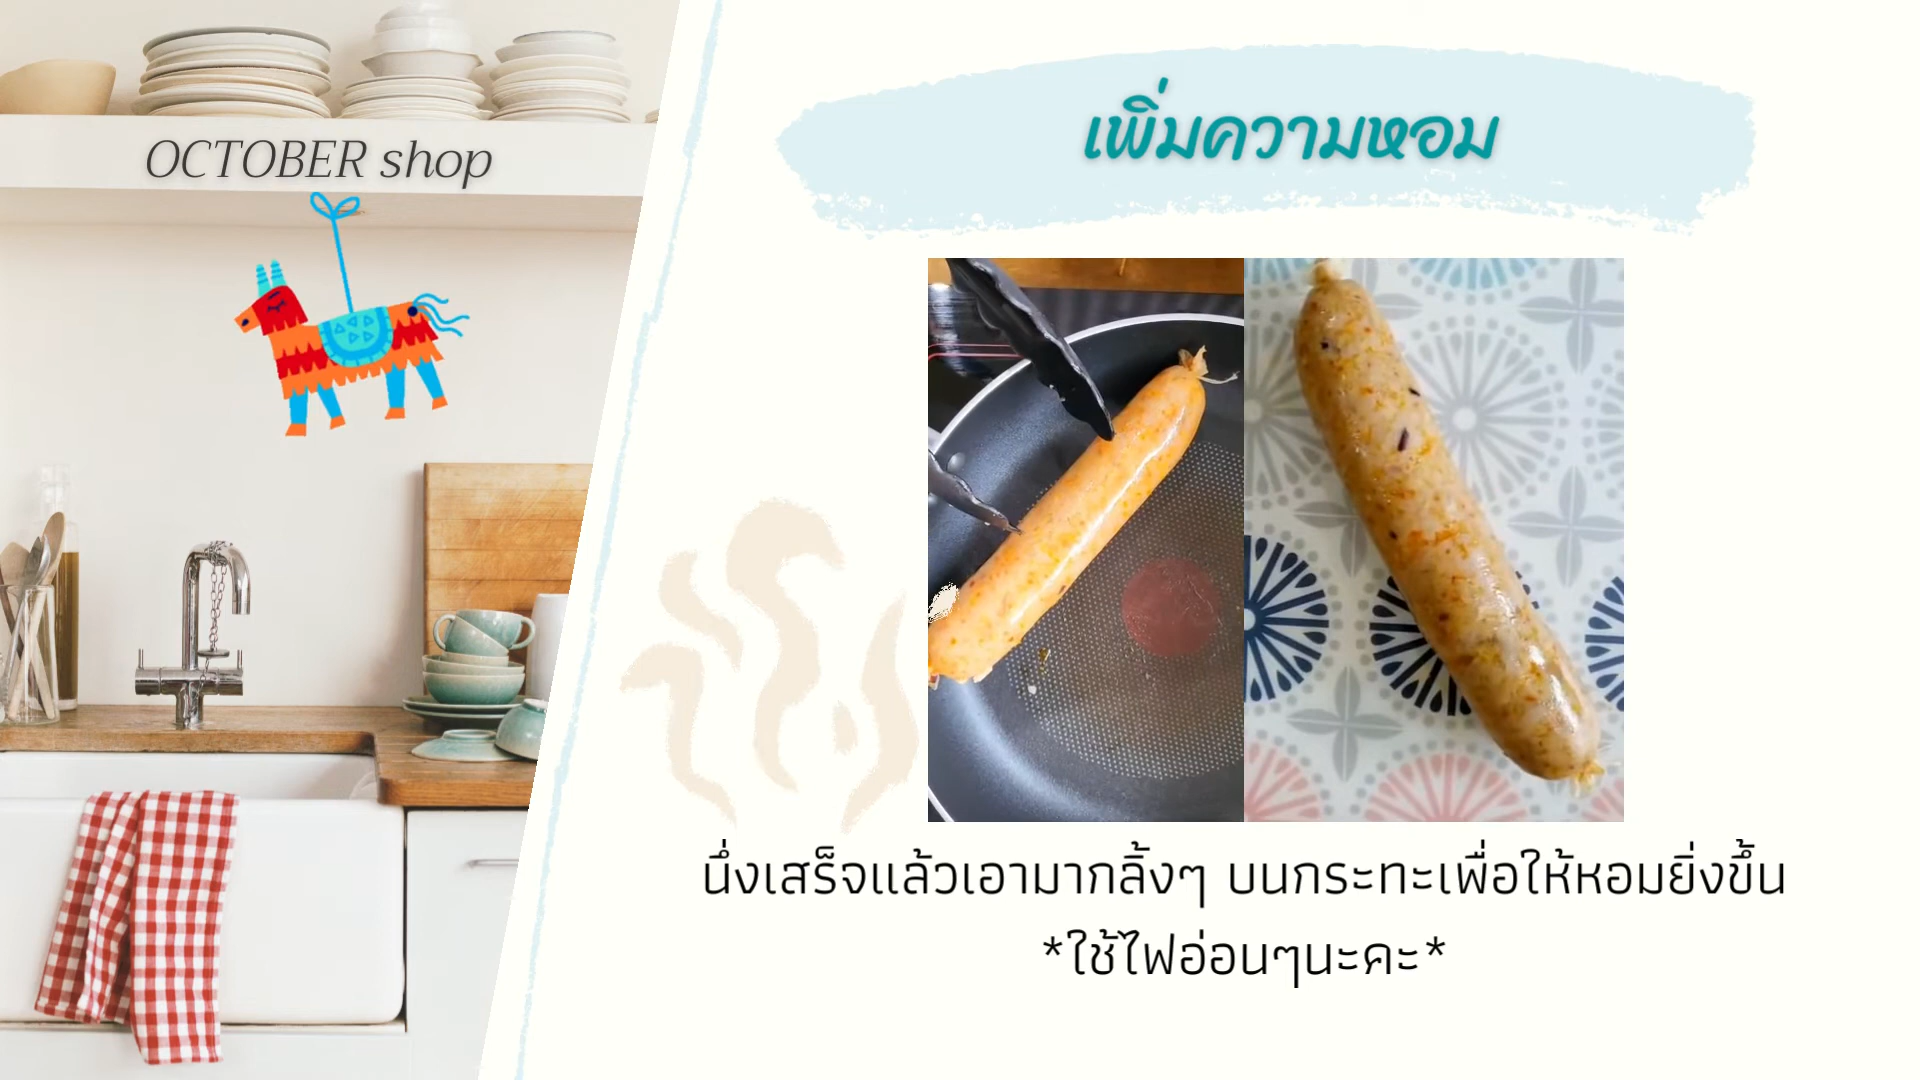 OCTOBER shop
เพิ่มความหอม
นึ่งเสร็จแล้วเอามากลิ้งๆ บนกระทะเพื่อให้หอมยิ่งขึ้น
*ใช้ไฟอ่อนๆนะคะ*